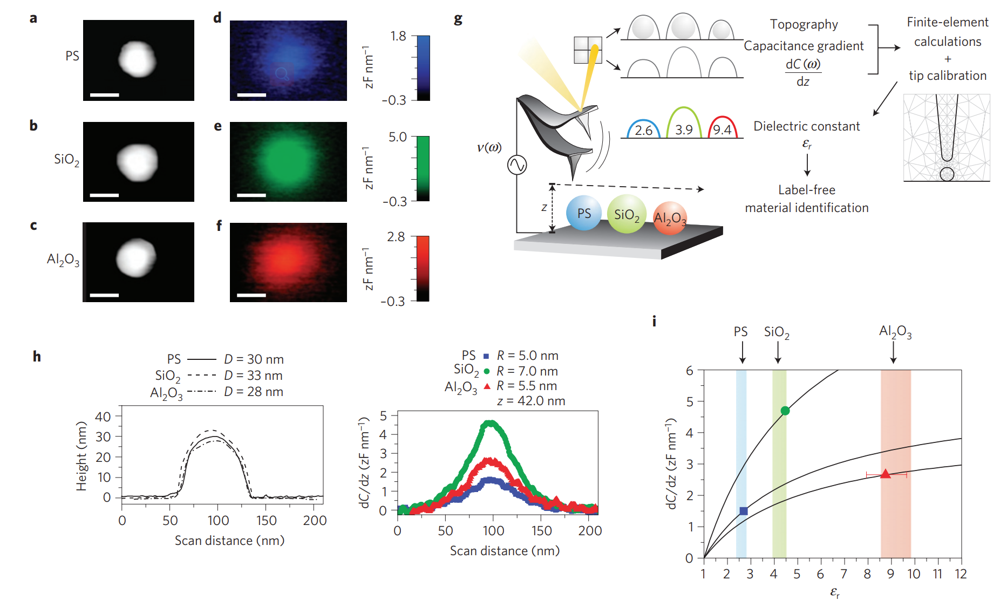 a
PS
b
SiO2
c
Al2O3
d
1.8
zF nm−1
−0.3
e
5.0
zF nm−1
−0.3
f
2.8
zF nm−1
−0.3
g
Topography
Capacitance gradient
dC(ω)
dz
Finite-element
calculations
+
tip calibration
v(ω)
2.6 3.9 9.4
Dielectric constant
εr
Label-free
material identification
z
PS SiO2 Al2O3
h
PS D = 30 nm
SiO2 D = 33 nm
Al2O3 D = 28 nm
Height (nm)
40
30
20
10
0
0 50 100 150 200
Scan distance (nm)
PS R = 5.0 nm
SiO2 R = 7.0 nm
Al2O3 R = 5.5 nm
z = 42.0 nm
dC/dz (zF nm−1)
5
4
3
2
1
0
0 50 100 150 200
Scan distance (nm)
i
PS SiO2 Al2O3
dC/dz (zF nm−1)
6
5
4
3
2
1
0
1 2 3 4 5 6 7 8 9 10 11 12
εr